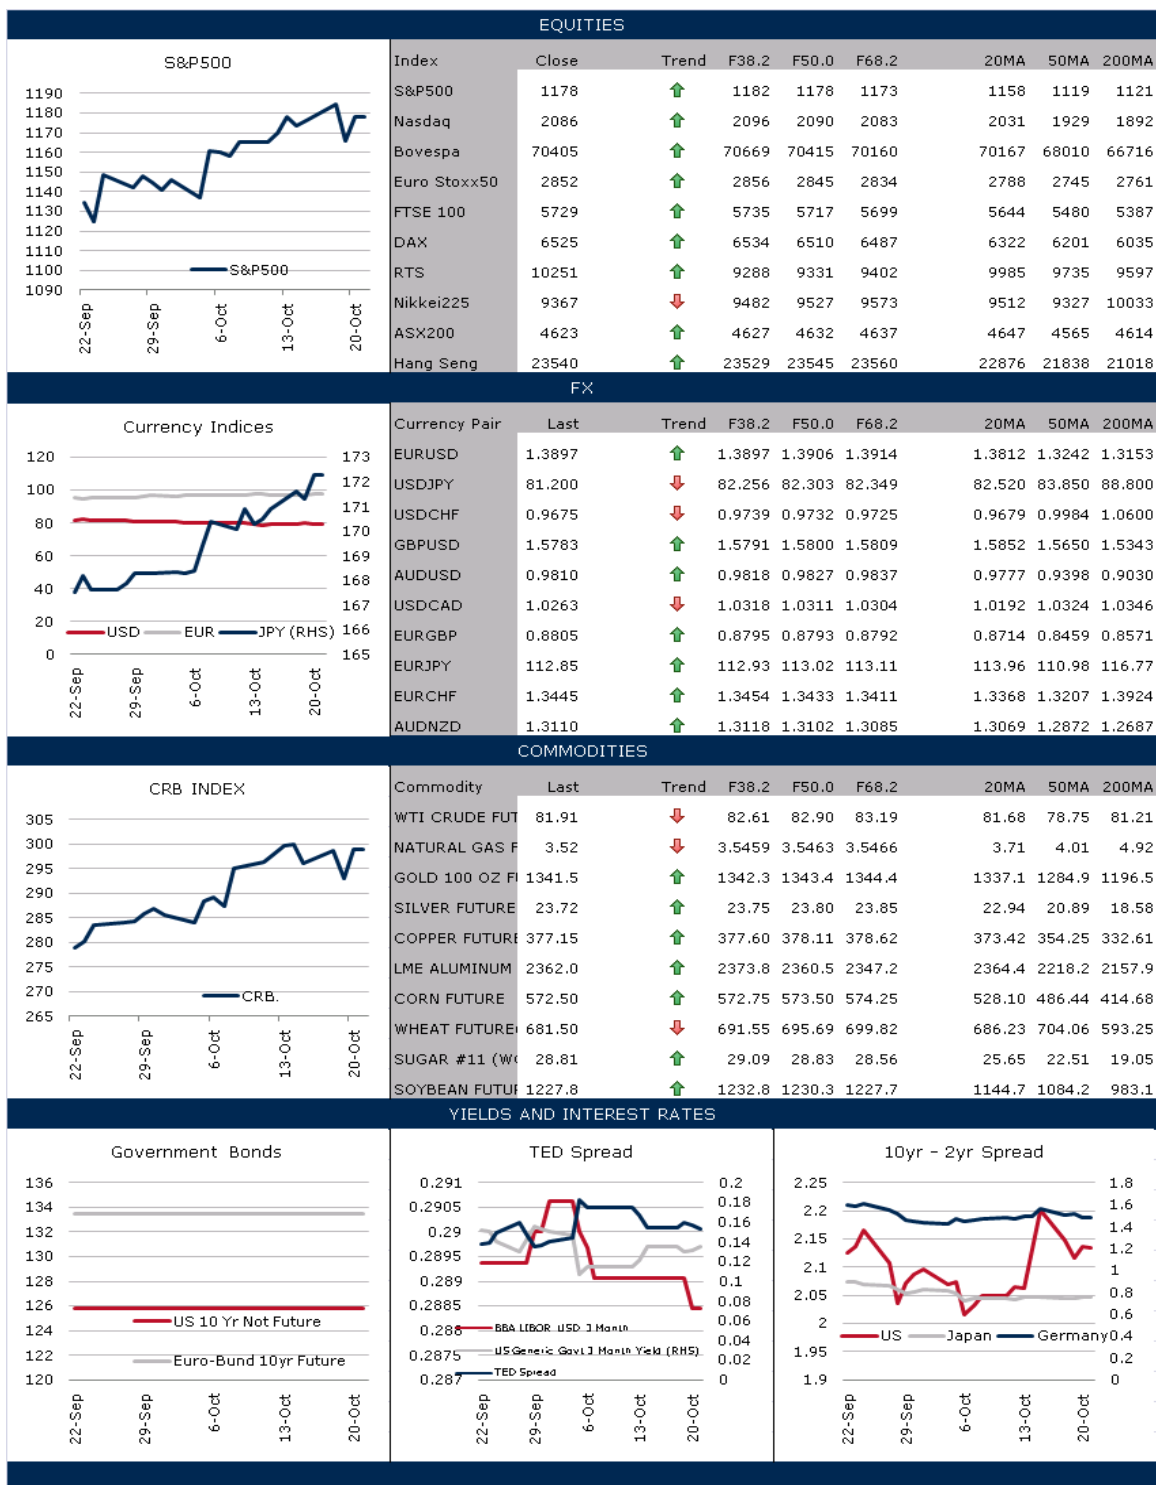 EQUITIES
S&P500
1190
1180
1170
1160
1150
1140
1130
1120
1110
1100
1090
S&P500
22-Sep
29-Sep
6-Oct
13-Oct
20-Oct
Index Close Trend F38.2 F50.0 F68.2 20MA 50MA 200MA
S&P500 1178 1182 1178 1173 1158 1119 1121
Nasdaq 2086 2096 2090 2083 2031 1929 1892
Bovespa 70405 70669 70415 70160 70167 68010 66716
Euro Stoxx50 2852 2856 2845 2834 2788 2745 2761
FTSE 100 5729 5735 5717 5699 5644 5480 5387
DAX 6525 6534 6510 6487 6322 6201 6035
RTS 10251 9288 9331 9402 9985 9735 9597
Nikkei225 9367 9482 9527 9573 9512 9327 10033
ASX200 4623 4627 4632 4637 4647 4565 4614
Hang Seng 23540 23529 23545 23560 22876 21838 21018
FX
Currency Indices
120
100
80
60
40
20
0
173
172
171
170
169
168
167
166
165
USD EUR JPY (RHS)
22-Sep
29-Sep
6-Oct
13-Oct
20-Oct
Currency Pair Last Trend F38.2 F50.0 F68.2 20MA 50MA 200MA
EURUSD 1.3897 1.3897 1.3906 1.3914 1.3812 1.3242 1.3153
USDJPY 81.200 82.256 82.303 82.349 82.520 83.850 88.800
USDCHF 0.9675 0.9739 0.9732 0.9725 0.9679 0.9984 1.0600
GBPUSD 1.5783 1.5791 1.5800 1.5809 1.5852 1.5650 1.5343
AUDUSD 0.9810 0.9818 0.9827 0.9837 0.9777 0.9398 0.9030
USDCAD 1.0263 1.0318 1.0311 1.0304 1.0192 1.0324 1.0346
EURGBP 0.8805 0.8795 0.8793 0.8792 0.8714 0.8459 0.8571
EURJPY 112.85 112.93 113.02 113.11 113.96 110.98 116.77
EURCHF 1.3445 1.3454 1.3433 1.3411 1.3368 1.3207 1.3924
AUDNZD 1.3110 1.3118 1.3102 1.3085 1.3069 1.2872 1.2687
COMMODITIES
CRB INDEX
305
300
295
290
285
280
275
270
265
CRB.
22-Sep
29-Sep
6-Oct
13-Oct
20-Oct
Commodity Last Trend F38.2 F50.0 F68.2 20MA 50MA 200MA
WTI CRUDE FUT 81.91 82.61 82.90 83.19 81.68 78.75 81.21
NATURAL GAS F 3.52 3.5459 3.5463 3.5466 3.71 4.01 4.92
GOLD 100 OZ FU 1341.5 1342.3 1343.4 1344.4 1337.1 1284.9 1196.5
SILVER FUTURE 23.72 23.75 23.80 23.85 22.94 20.89 18.58
COPPER FUTURE 377.15 377.60 378.11 378.62 373.42 354.25 332.61
LME ALUMINUM 2362.0 2373.8 2360.5 2347.2 2364.4 2218.2 2157.9
CORN FUTURE 572.50 572.75 573.50 574.25 528.10 486.44 414.68
WHEAT FUTURE 681.50 691.55 695.69 699.82 686.23 704.06 593.25
SUGAR #11 (WO 28.81 29.09 28.83 28.56 25.65 22.51 19.05
SOYBEAN FUTUR 1227.8 1232.8 1230.3 1227.7 1144.7 1084.2 983.1
YIELDS AND INTEREST RATES
Government Bonds
136
134
132
130
128
126
124
122
120
US 10 Yr Not Future
Euro-Bund 10yr Future
22-Sep
29-Sep
6-Oct
13-Oct
20-Oct
TED Spread
0.291
0.2905
0.29
0.2895
0.289
0.2885
0.288
0.2875
0.287
0.2
0.18
0.16
0.14
0.12
0.1
0.08
0.06
0.04
0.02
0
BBA LIBOR USD 3 Month
US Generic Govt 3 Month Yield (RHS)
TED Spread
22-Sep
29-Sep
6-Oct
13-Oct
20-Oct
10yr - 2yr Spread
2.25
2.2
2.15
2.1
2.05
2
1.95
1.9
1.8
1.6
1.4
1.2
1
0.8
0.6
0.4
0.2
0
US Japan Germany
22-Sep
29-Sep
6-Oct
13-Oct
20-Oct